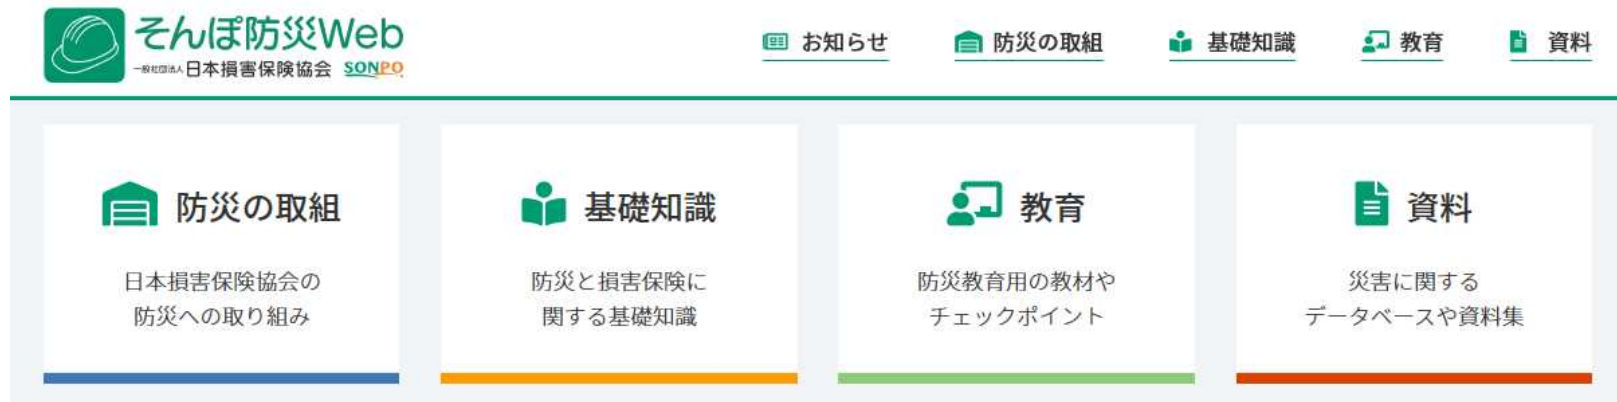 そんぽ防災Web
一般社団法人 日本損害保険協会 SONPO
お知らせ
防災の取組
基礎知識
教育
資料
防災の取組
日本損害保険協会の
防災への取り組み
基礎知識
防災と損害保険に
関する基礎知識
教育
防災教育用の教材や
チェックポイント
資料
災害に関する
データベースや資料集